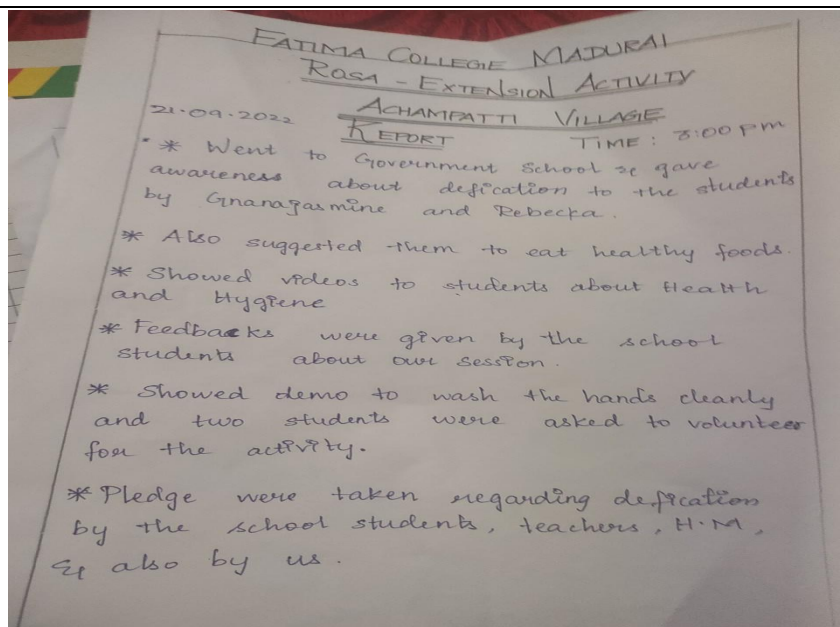 FATIMA COLLEGE MADURAI
ROSA - EXTENSION ACTIVITY
ACHAMPATTI VILLAGE
21.09.2022 REPORT TIME : 3:00 pm
* Went to Government School & gave
awareness about defication to the students
by Gnanajasmine and Rebecka.
* Also suggested them to eat healthy foods.
* Showed videos to students about Health
and Hygiene
* Feedbacks were given by the school
students about our session.
* Showed demo to wash the hands cleanly
and two students were asked to volunteer
for the activity.
* Pledge were taken regarding defication
by the school students, teachers, H.M,
& also by us.